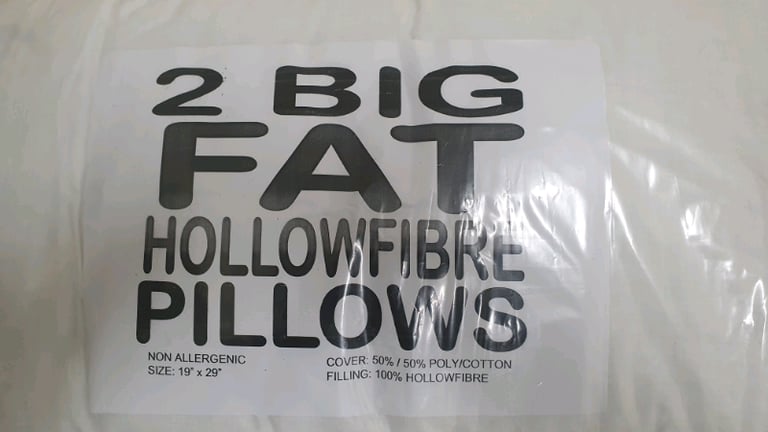 2 BIG
FAT
HOLLOWFIBRE
PILLOWS
NON ALLERGENIC
SIZE: 19" x 29"
COVER: 50% / 50% POLY/COTTON
FILLING: 100% HOLLOWFIBRE